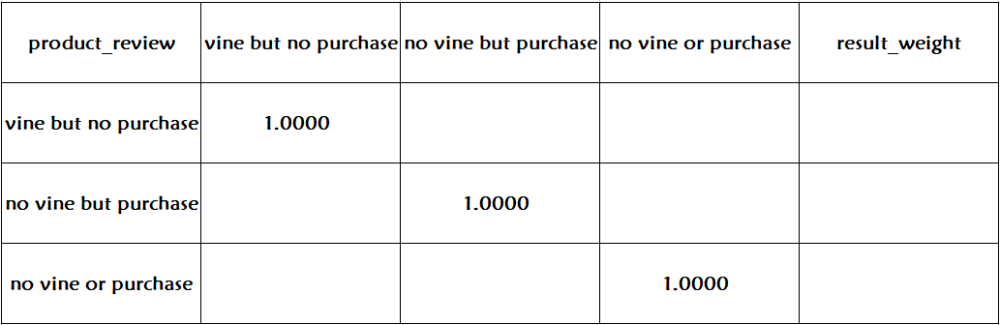 product_review vine but no purchase no vine but purchase no vine or purchase result_weight
vine but no purchase 1.0000
no vine but purchase 1.0000
no vine or purchase 1.0000